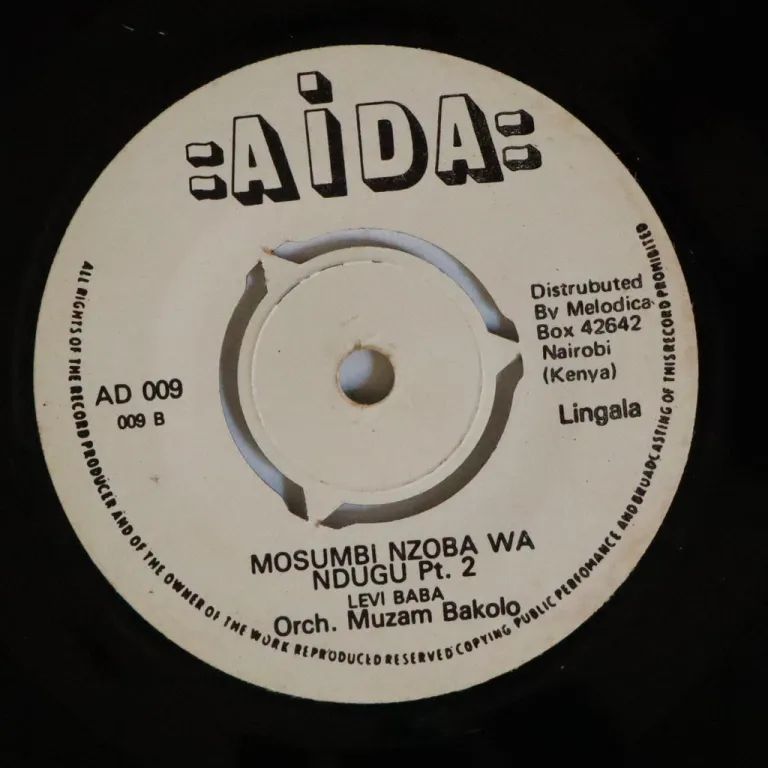 :AiDA:
Distrubuted
By Melodica
Box 42642
Nairobi
(Kenya)
Lingala
AD 009
009 B
MOSUMBI NZOBA WA
NDUGU Pt. 2
LEVI BABA
Orch. Muzam Bakolo
ALL RIGHTS OF THE RECORD PRODUCER AND OF THE OWNER OF THE WORK REPRODUCED RESERVED COPYING PUBLIC PERFOMANCE AND BROADCASTING OF THIS RECORD PROHIBITED